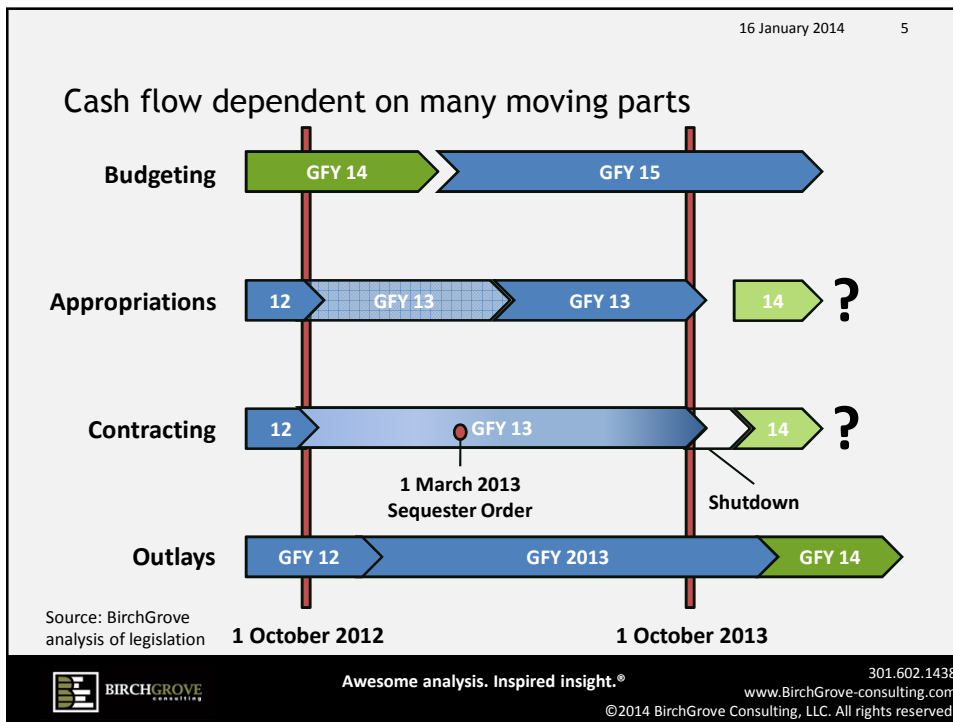 16 January 2014 5
Cash flow dependent on many moving parts
Budgeting GFY 14 GFY 15
Appropriations 12 GFY 13 GFY 13 14 ?
Contracting 12 GFY 13 14 ?
1 March 2013
Sequester Order
Shutdown
Outlays GFY 12 GFY 2013 GFY 14
Source: BirchGrove
analysis of legislation
1 October 2012 1 October 2013
BIRCHGROVE
consulting
Awesome analysis. Inspired insight.®
301.602.1438
www.BirchGrove-consulting.com
©2014 BirchGrove Consulting, LLC. All rights reserved